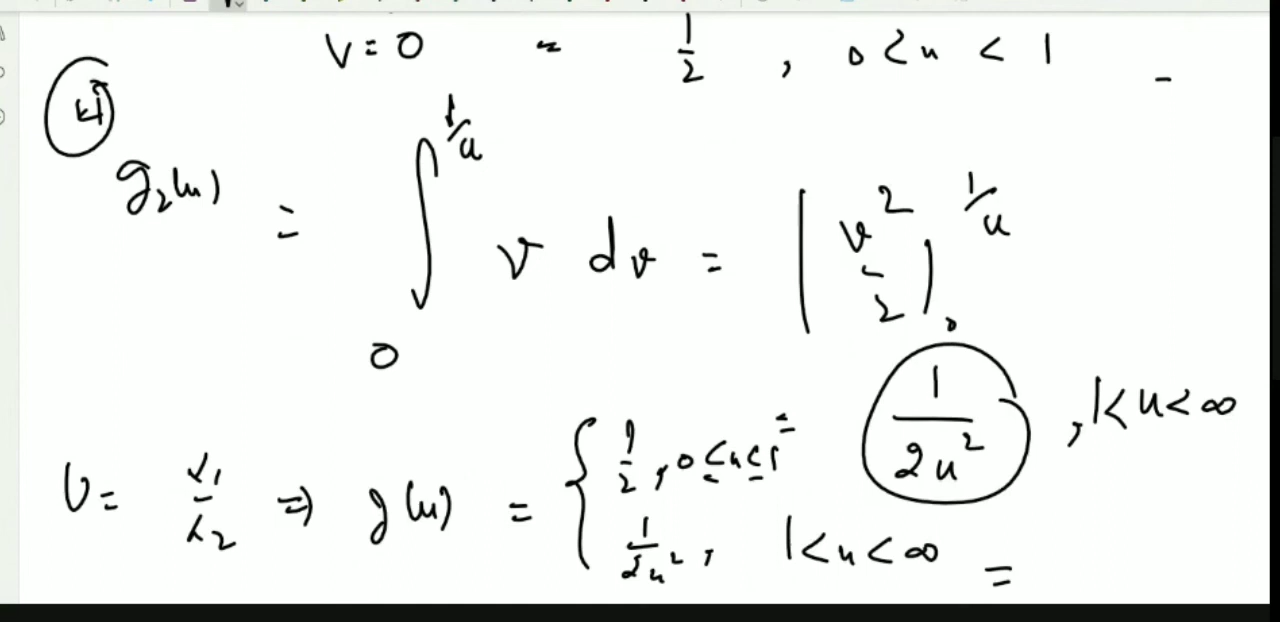 V = 0 = 1/2 , 0 < u < 1
g₂(u) = ∫₀^{1/u} v dv = | v²/2 |₀^{1/u}
= 1/(2u²) , 1 < u < ∞
U = X₁/X₂ ⇒ g(u) = { 1/2 , 0 ≤ u ≤ 1
1/(2u²) , 1 < u < ∞ =